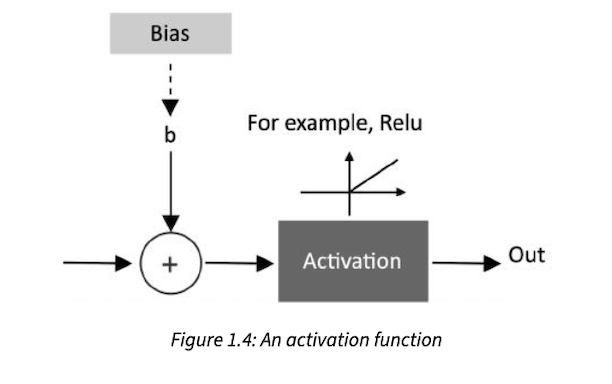 Bias
b
For example, Relu
+
Activation
Out
Figure 1.4: An activation function